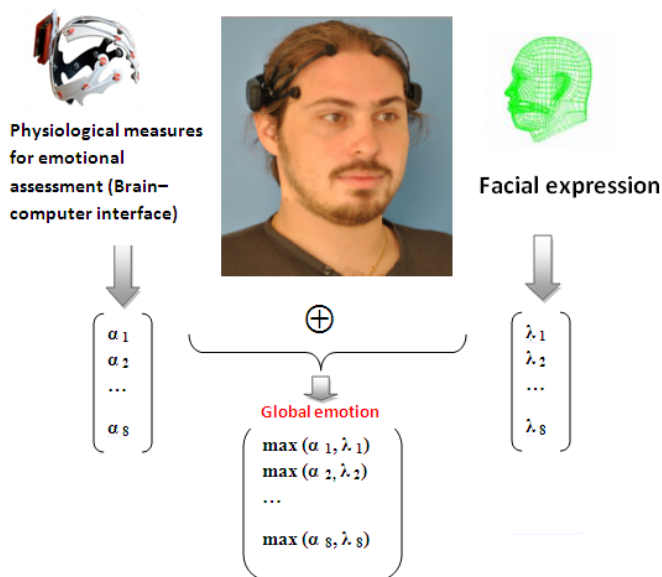 Physiological measures
for emotional
assessment (Brain–
computer interface)
Facial expression
α 1
α 2
...
α 8
⊕
λ 1
λ 2
...
λ 8
Global emotion
max (α 1, λ 1)
max (α 2, λ 2)
...
max (α 8, λ 8)